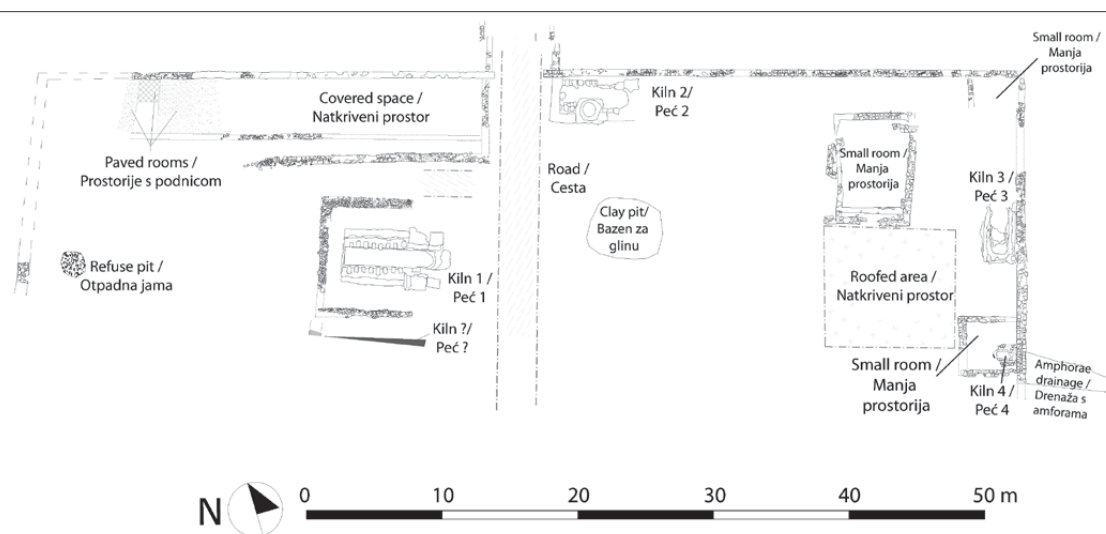 Small room /
Manja
prostorija
Covered space /
Natkriveni prostor
Kiln 2/
Peć 2
Paved rooms /
Prostorije s podnicom
Road /
Cesta
Small room /
Manja
prostorija
Kiln 3 /
Peć 3
Clay pit/
Bazen za
glinu
Refuse pit /
Otpadna jama
Kiln 1 /
Peć 1
Roofed area /
Natkriveni prostor
Kiln ?/
Peć ?
Small room /
Manja
prostorija
Kiln 4 /
Peć 4
Amphorae
drainage /
Drenaža s
amforama
N
0 10 20 30 40 50 m